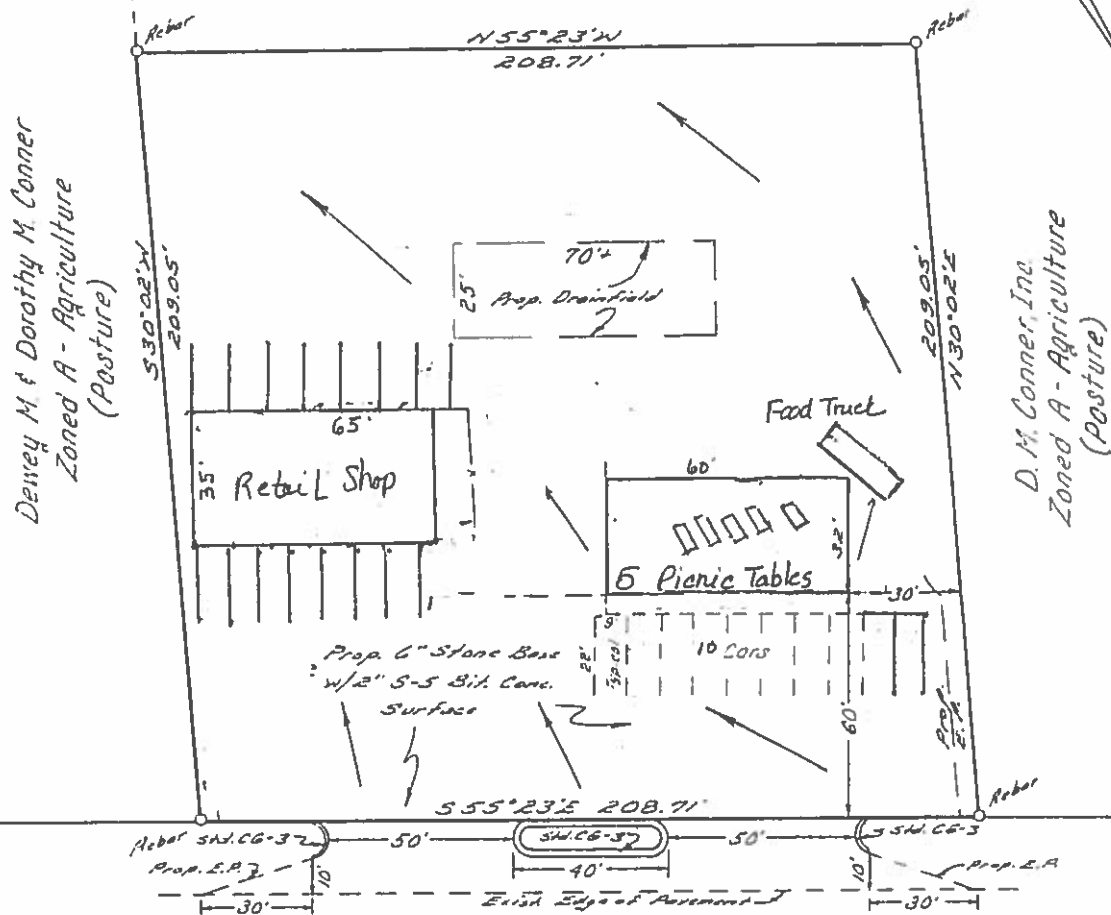 Rebar
N55°23'W
208.71'
Rebar
Dewey M. & Dorothy M. Conner
Zoned A - Agriculture
(Pasture)
S30°02'W
209.05'
70'±
25'
Prop. Drainfield
209.05'
N30°02'E
D. M. Conner, Inc.
Zoned A - Agriculture
(Pasture)
Food Truck
65'
35'
Retail Shop
60'
32'
5 Picnic Tables
30'
9'
22'
10 Cars
Prop. 6" Stone Base
w/2" S-5 Bit. Conc.
Surface
60'
Prop.
E.P.
S55°23'E 208.71'
Rebar
Rebar
Std. CG-3
50'
Std. CG-3
50'
Std. CG-3
Prop. E.P.
10'
40'
10'
Prop. E.P.
30'
Exist. Edge of Pavement
30'